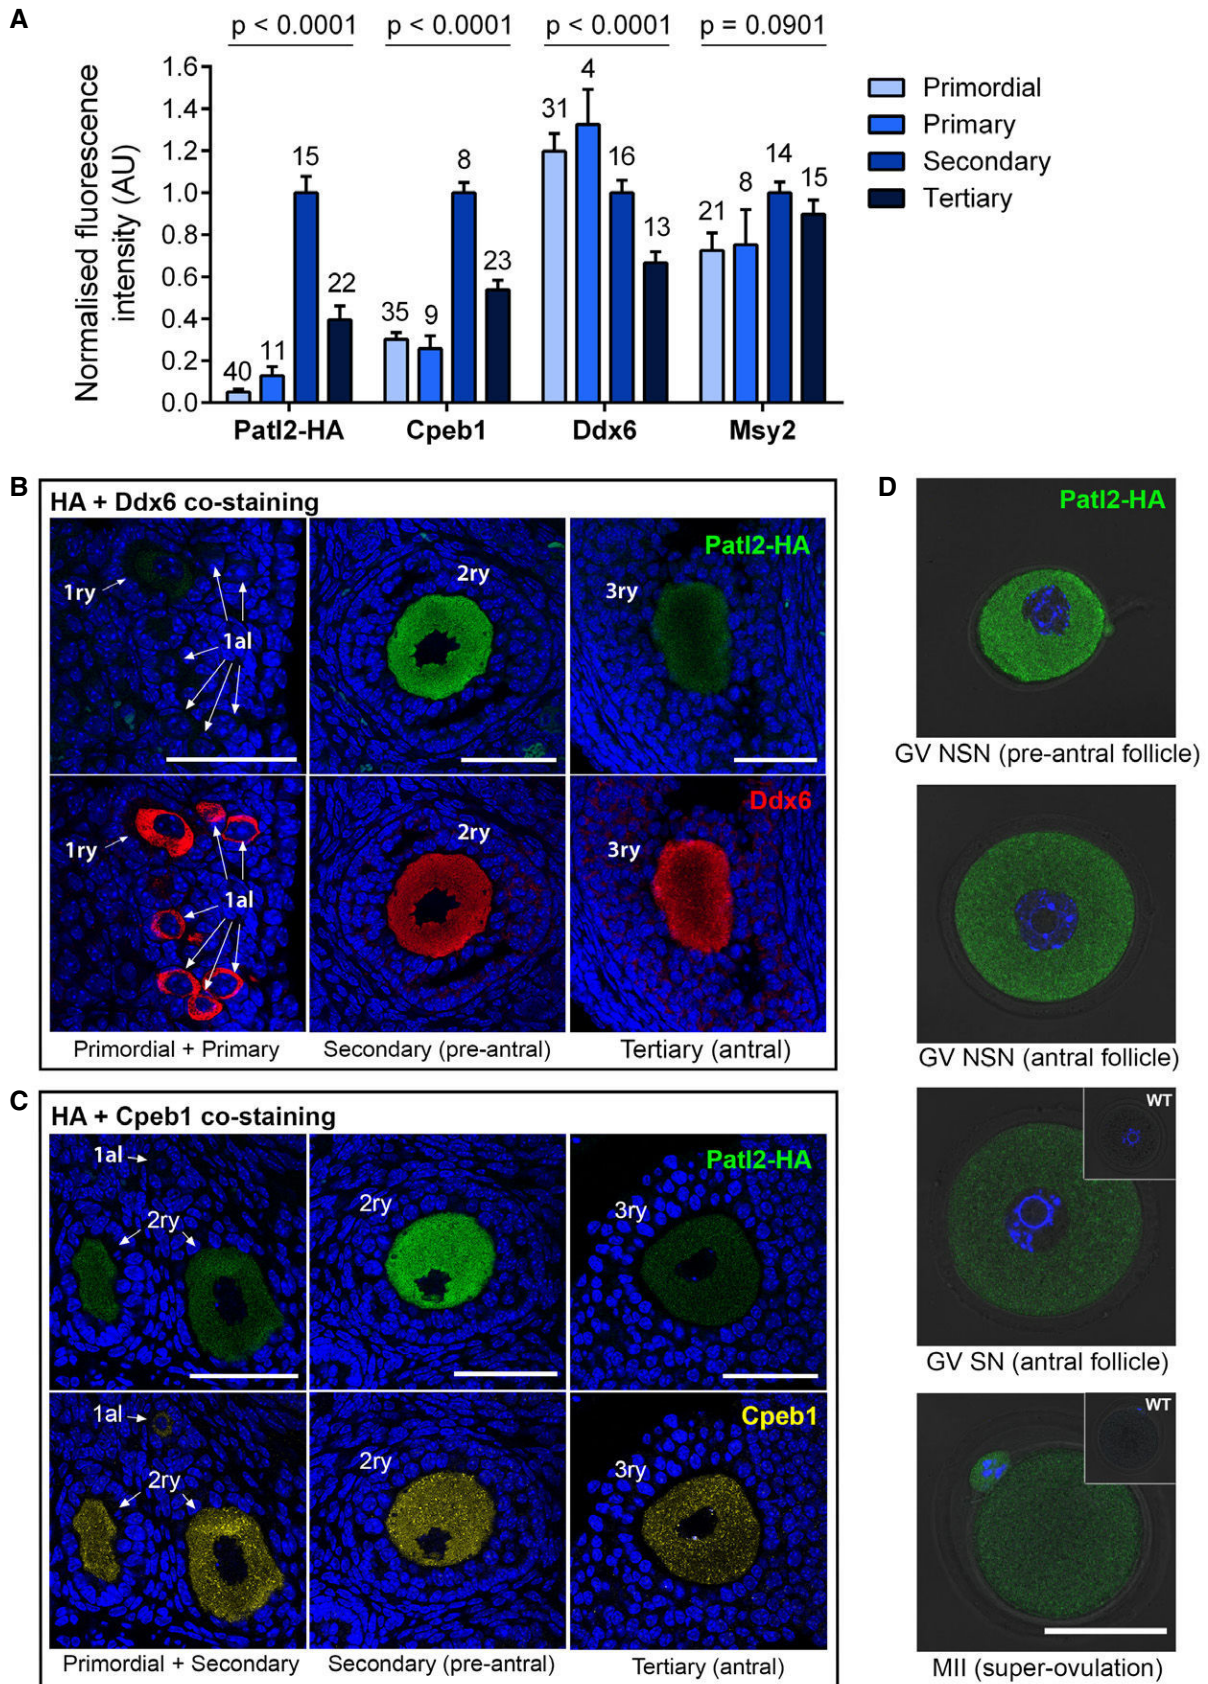 A
p < 0.0001 p < 0.0001 p < 0.0001 p = 0.0901
Normalised fluorescence
intensity (AU)
1.6
1.4
1.2
1.0
0.8
0.6
0.4
0.2
0.0
40 11 15 22
35 9 8 23
31 4 16 13
21 8 14 15
Patl2-HA Cpeb1 Ddx6 Msy2
Primordial
Primary
Secondary
Tertiary
B
HA + Ddx6 co-staining
Patl2-HA
1ry 1al 2ry 3ry
Ddx6
1ry 1al 2ry 3ry
Primordial + Primary Secondary (pre-antral) Tertiary (antral)
C
HA + Cpeb1 co-staining
Patl2-HA
1al 2ry 2ry 3ry
Cpeb1
1al 2ry 2ry 3ry
Primordial + Secondary Secondary (pre-antral) Tertiary (antral)
D
Patl2-HA
GV NSN (pre-antral follicle)
GV NSN (antral follicle)
WT
GV SN (antral follicle)
WT
MII (super-ovulation)